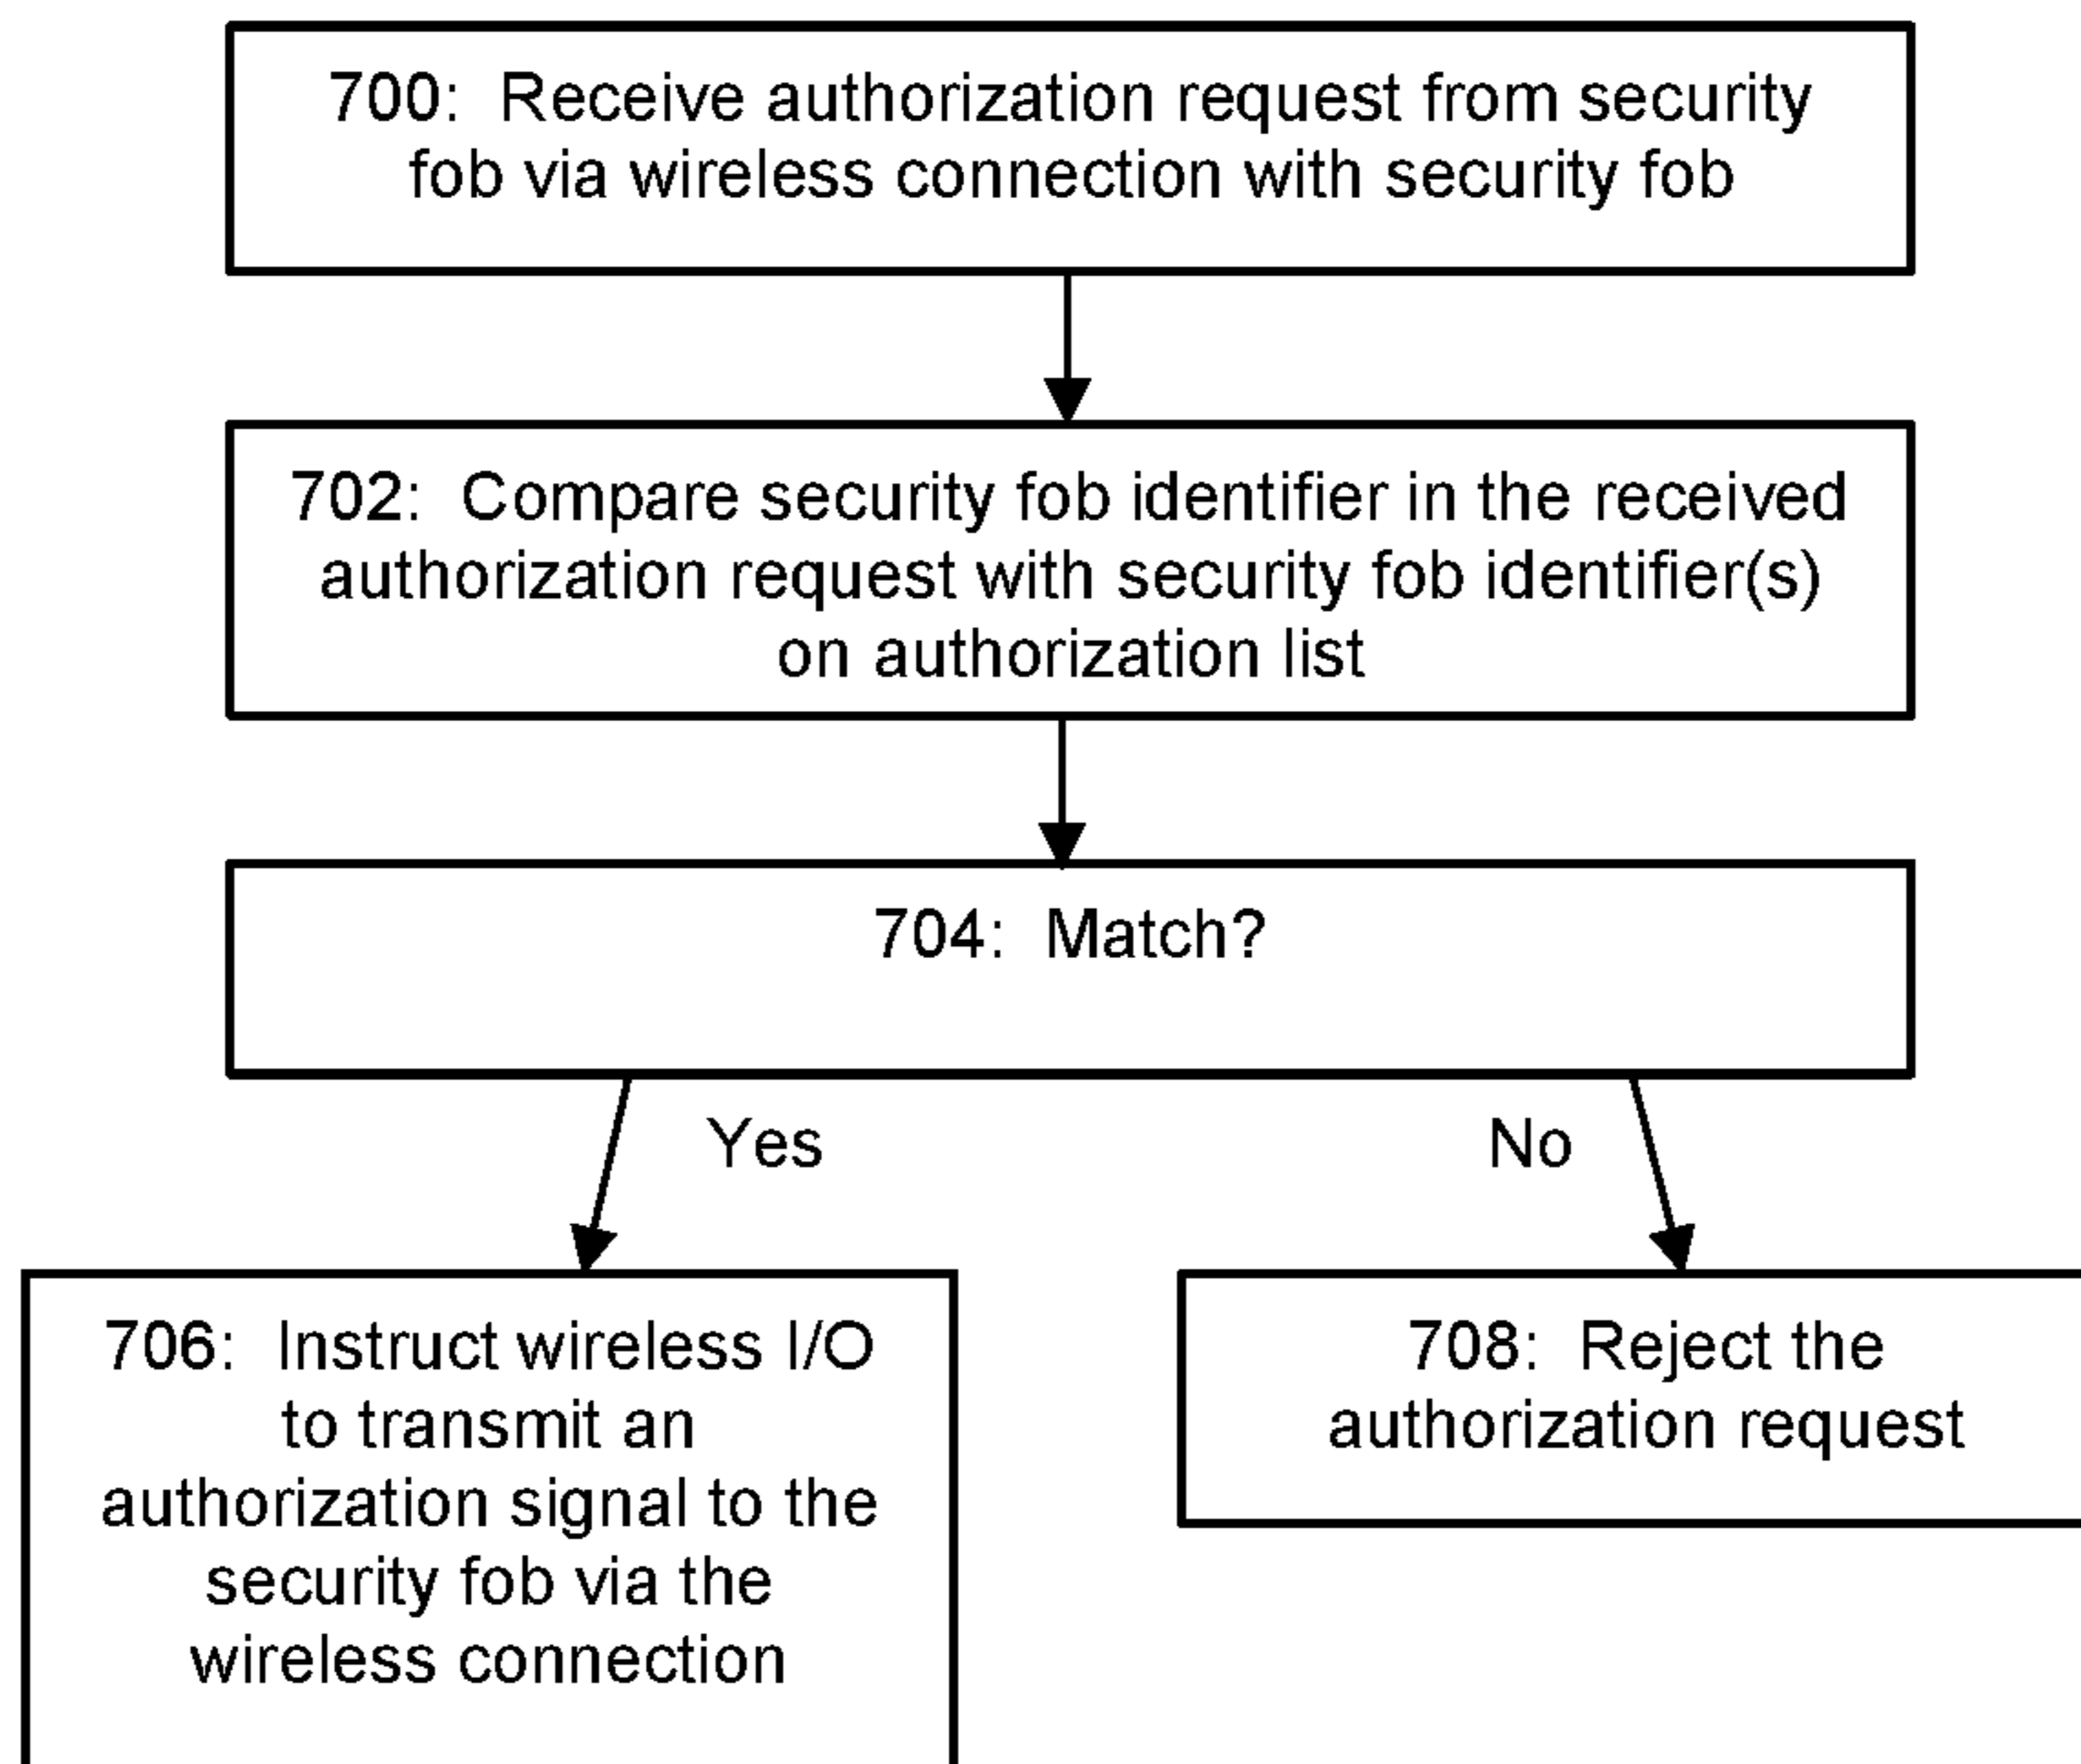 700: Receive authorization request from security
fob via wireless connection with security fob
702: Compare security fob identifier in the received
authorization request with security fob identifier(s)
on authorization list
704: Match?
Yes
No
706: Instruct wireless I/O
to transmit an
authorization signal to the
security fob via the
wireless connection
708: Reject the
authorization request